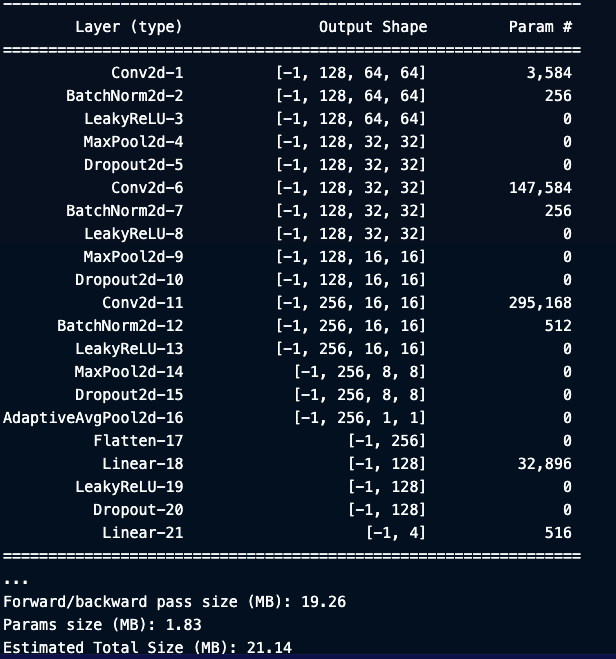 ================================================================
Layer (type) Output Shape Param #
================================================================
Conv2d-1 [-1, 128, 64, 64] 3,584
BatchNorm2d-2 [-1, 128, 64, 64] 256
LeakyReLU-3 [-1, 128, 64, 64] 0
MaxPool2d-4 [-1, 128, 32, 32] 0
Dropout2d-5 [-1, 128, 32, 32] 0
Conv2d-6 [-1, 128, 32, 32] 147,584
BatchNorm2d-7 [-1, 128, 32, 32] 256
LeakyReLU-8 [-1, 128, 32, 32] 0
MaxPool2d-9 [-1, 128, 16, 16] 0
Dropout2d-10 [-1, 128, 16, 16] 0
Conv2d-11 [-1, 256, 16, 16] 295,168
BatchNorm2d-12 [-1, 256, 16, 16] 512
LeakyReLU-13 [-1, 256, 16, 16] 0
MaxPool2d-14 [-1, 256, 8, 8] 0
Dropout2d-15 [-1, 256, 8, 8] 0
AdaptiveAvgPool2d-16 [-1, 256, 1, 1] 0
Flatten-17 [-1, 256] 0
Linear-18 [-1, 128] 32,896
LeakyReLU-19 [-1, 128] 0
Dropout-20 [-1, 128] 0
Linear-21 [-1, 4] 516
================================================================
...
Forward/backward pass size (MB): 19.26
Params size (MB): 1.83
Estimated Total Size (MB): 21.14